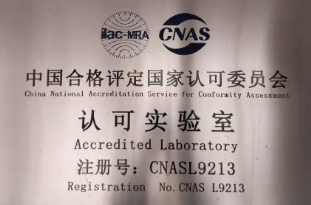 ilac-MRA CNAS
中国合格评定国家认可委员会
China National Accreditation Service for Conformity Assessment
认可实验室
Accredited Laboratory
注册号：CNASL9213
Registration No.CNAS L9213